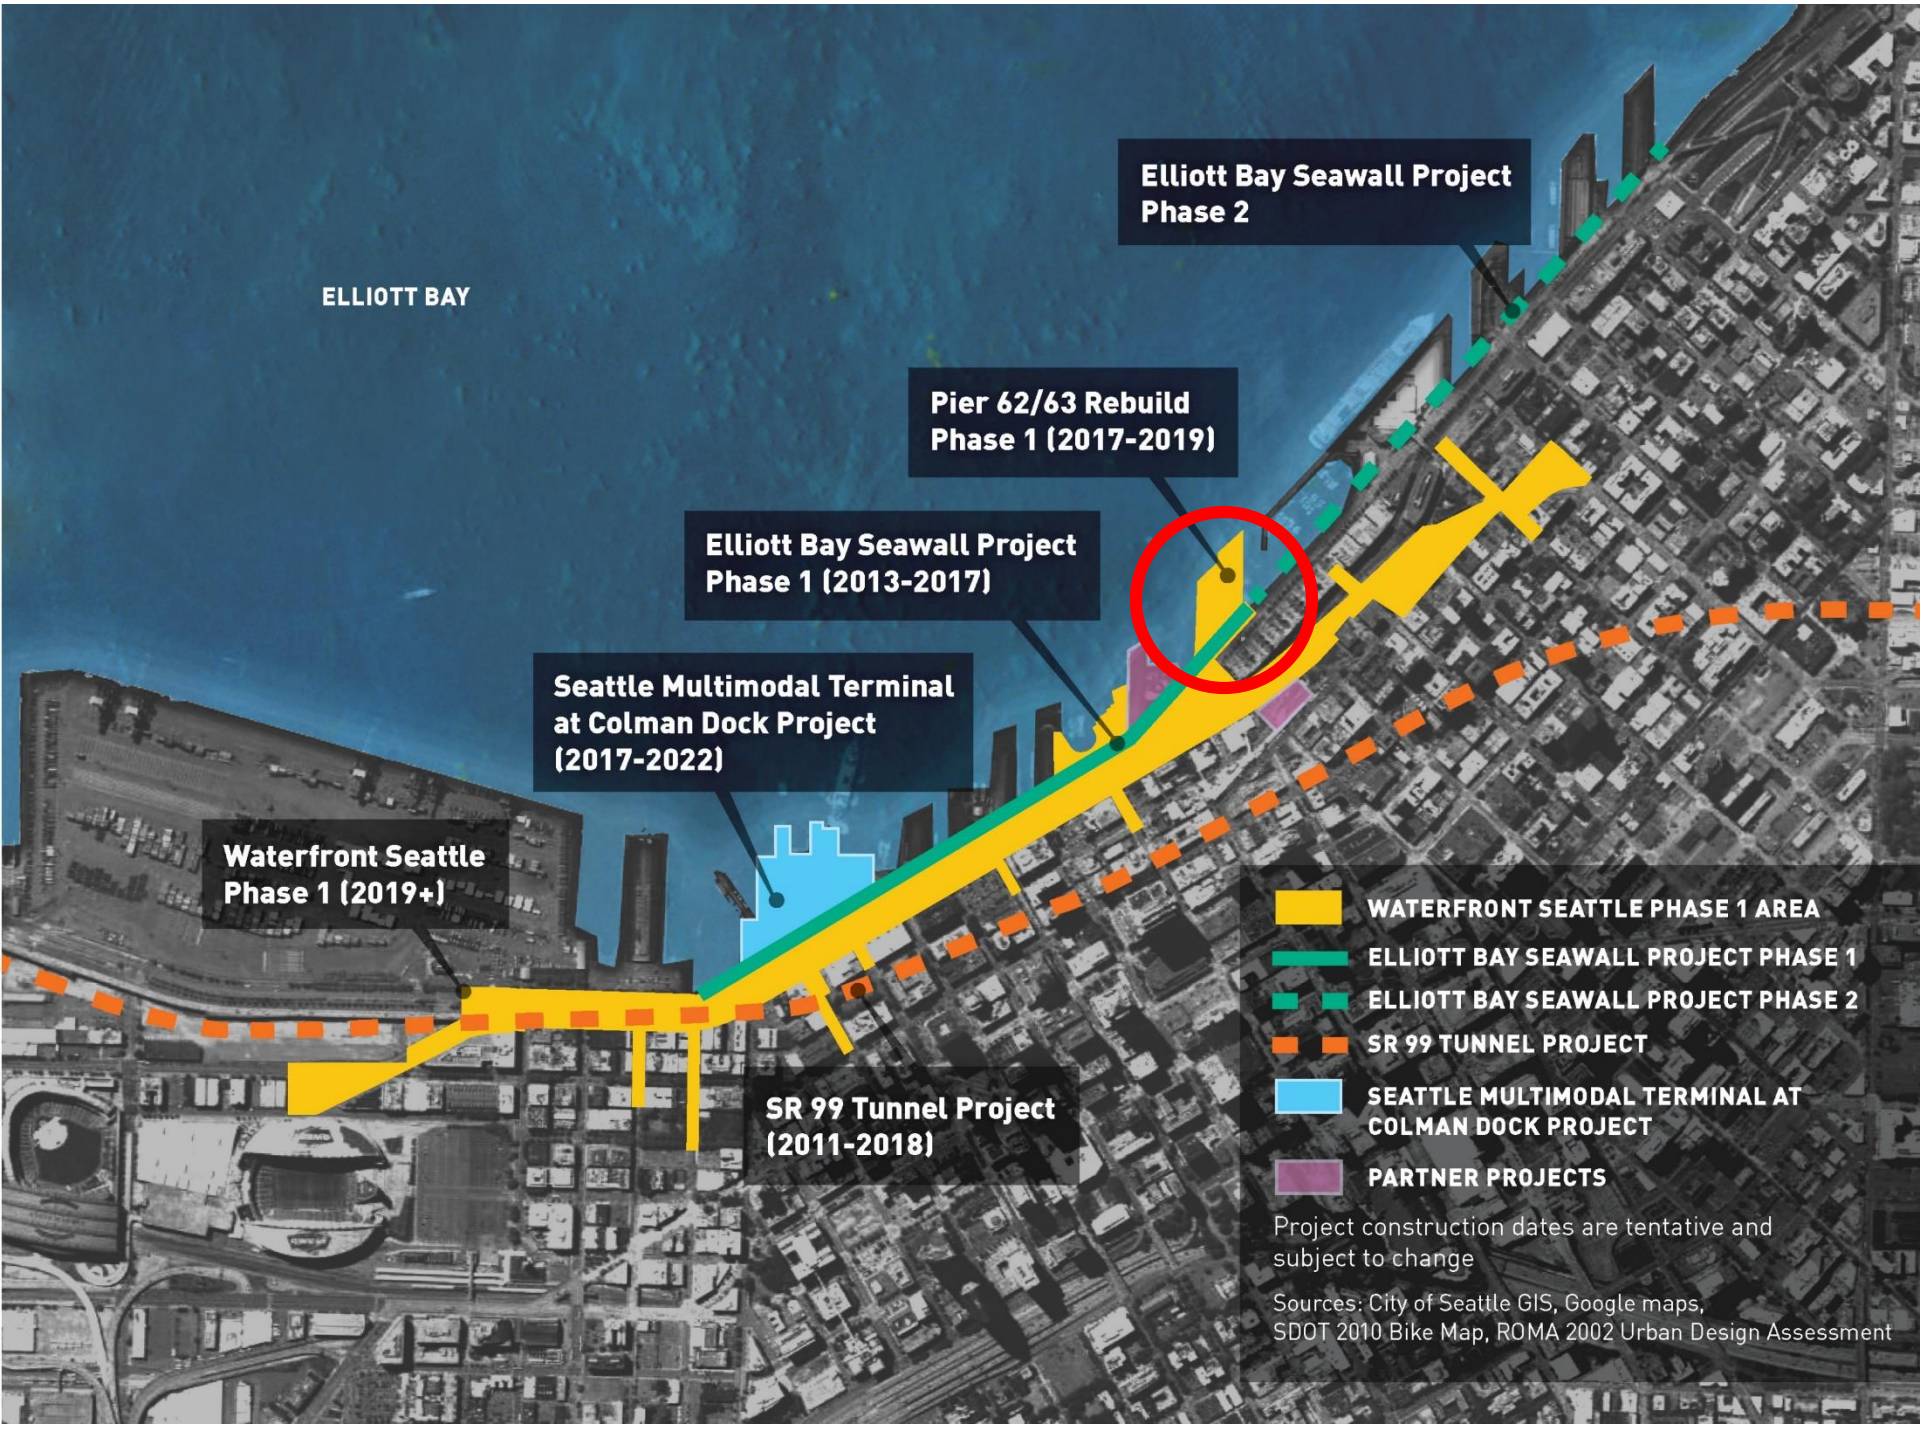 Elliott Bay Seawall Project
Phase 2
ELLIOTT BAY
Pier 62/63 Rebuild
Phase 1 (2017-2019)
Elliott Bay Seawall Project
Phase 1 (2013-2017)
Seattle Multimodal Terminal
at Colman Dock Project
(2017-2022)
Waterfront Seattle
Phase 1 (2019+)
SR 99 Tunnel Project
(2011-2018)
WATERFRONT SEATTLE PHASE 1 AREA
ELLIOTT BAY SEAWALL PROJECT PHASE 1
ELLIOTT BAY SEAWALL PROJECT PHASE 2
SR 99 TUNNEL PROJECT
SEATTLE MULTIMODAL TERMINAL AT
COLMAN DOCK PROJECT
PARTNER PROJECTS
Project construction dates are tentative and
subject to change
Sources: City of Seattle GIS, Google maps,
SDOT 2010 Bike Map, ROMA 2002 Urban Design Assessment